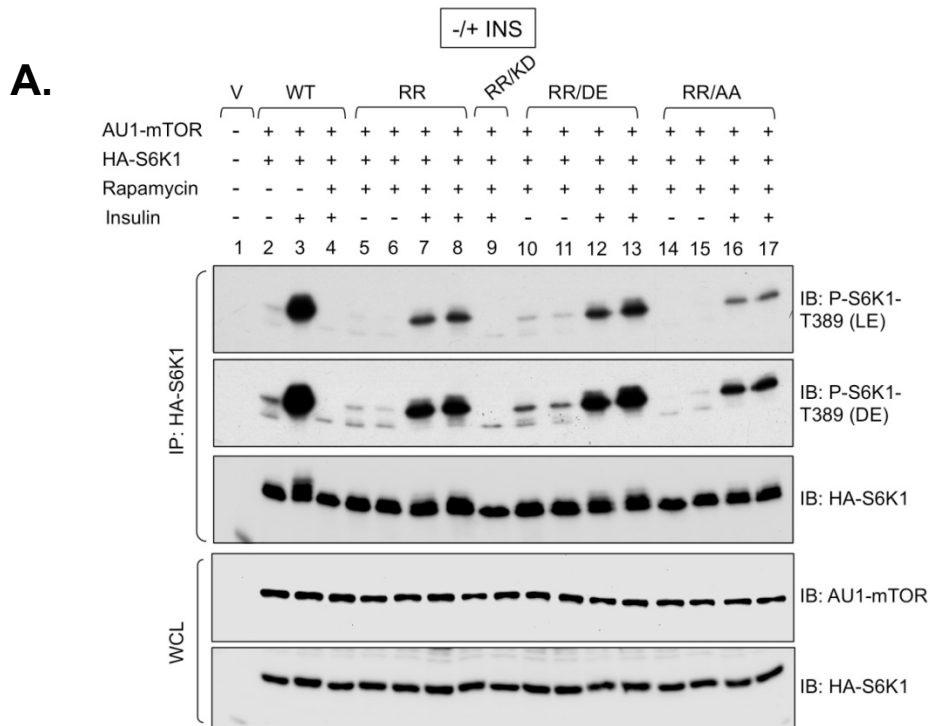 -/+ INS
A.
V WT RR RR/KD RR/DE RR/AA
AU1-mTOR - + + + + + + + + + + + + + + + +
HA-S6K1 - + + + + + + + + + + + + + + + +
Rapamycin - - - + + + + + + + + + + + + + +
Insulin - - + + - - + + + - - + + - - + +
1 2 3 4 5 6 7 8 9 10 11 12 13 14 15 16 17
IP: HA-S6K1
IB: P-S6K1-
T389 (LE)
IB: P-S6K1-
T389 (DE)
IB: HA-S6K1
WCL
IB: AU1-mTOR
IB: HA-S6K1